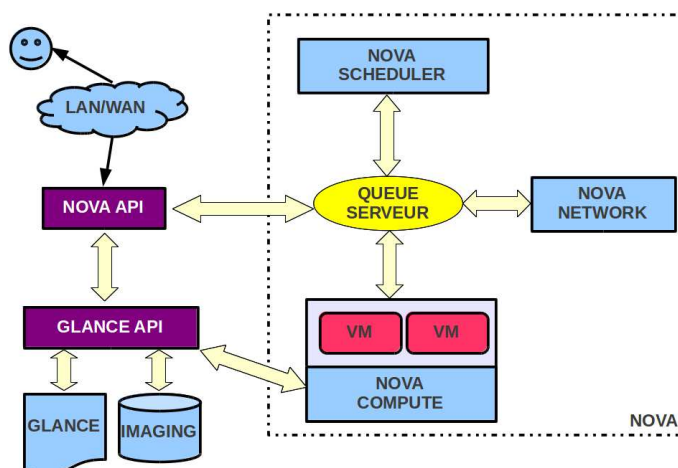 NOVA
SCHEDULER
LAN/WAN
NOVA API
QUEUE
SERVEUR
NOVA
NETWORK
GLANCE API
VM
VM
NOVA
COMPUTE
GLANCE
IMAGING
NOVA